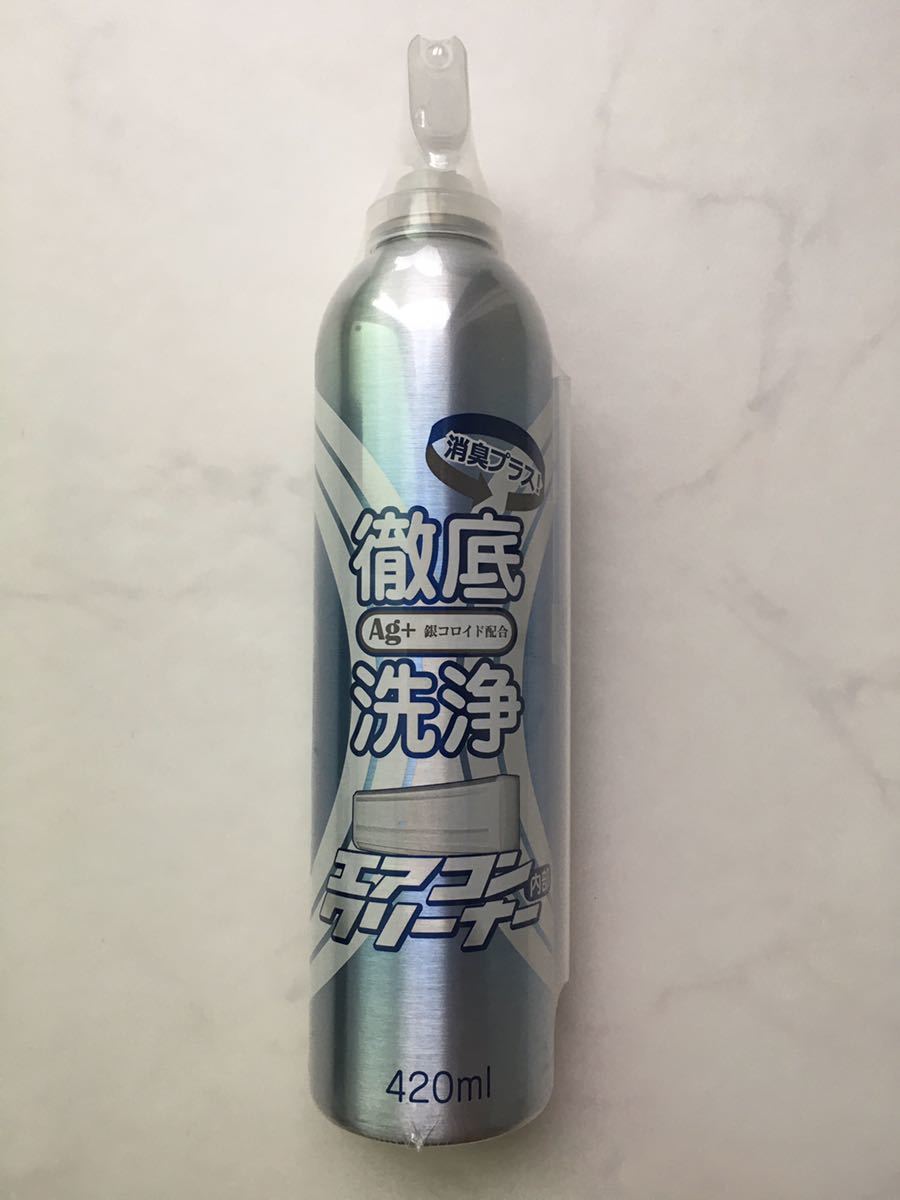 消臭プラス!
徹底
Ag+ 銀コロイド配合
洗浄
エアコン
内部
クリーナー
420ml